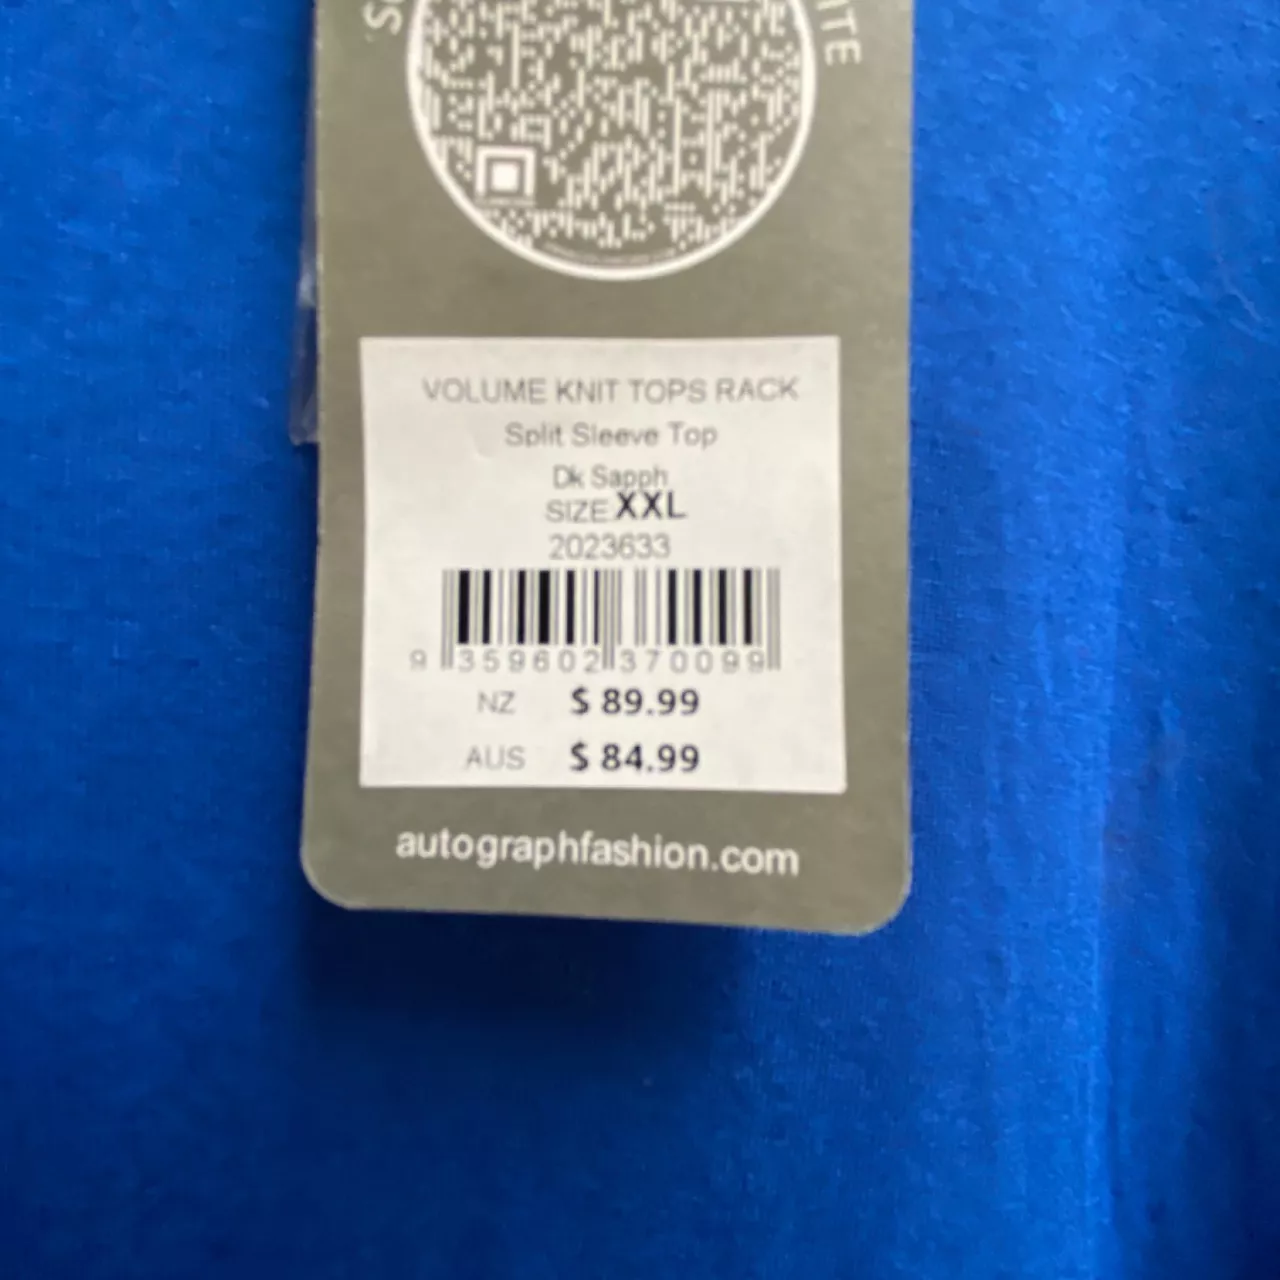 VOLUME KNIT TOPS RACK
Split Sleeve Top
Dk Sapph
SIZE XXL
2023633
9 359602 370099
NZ $ 89.99
AUS $ 84.99
autographfashion.com